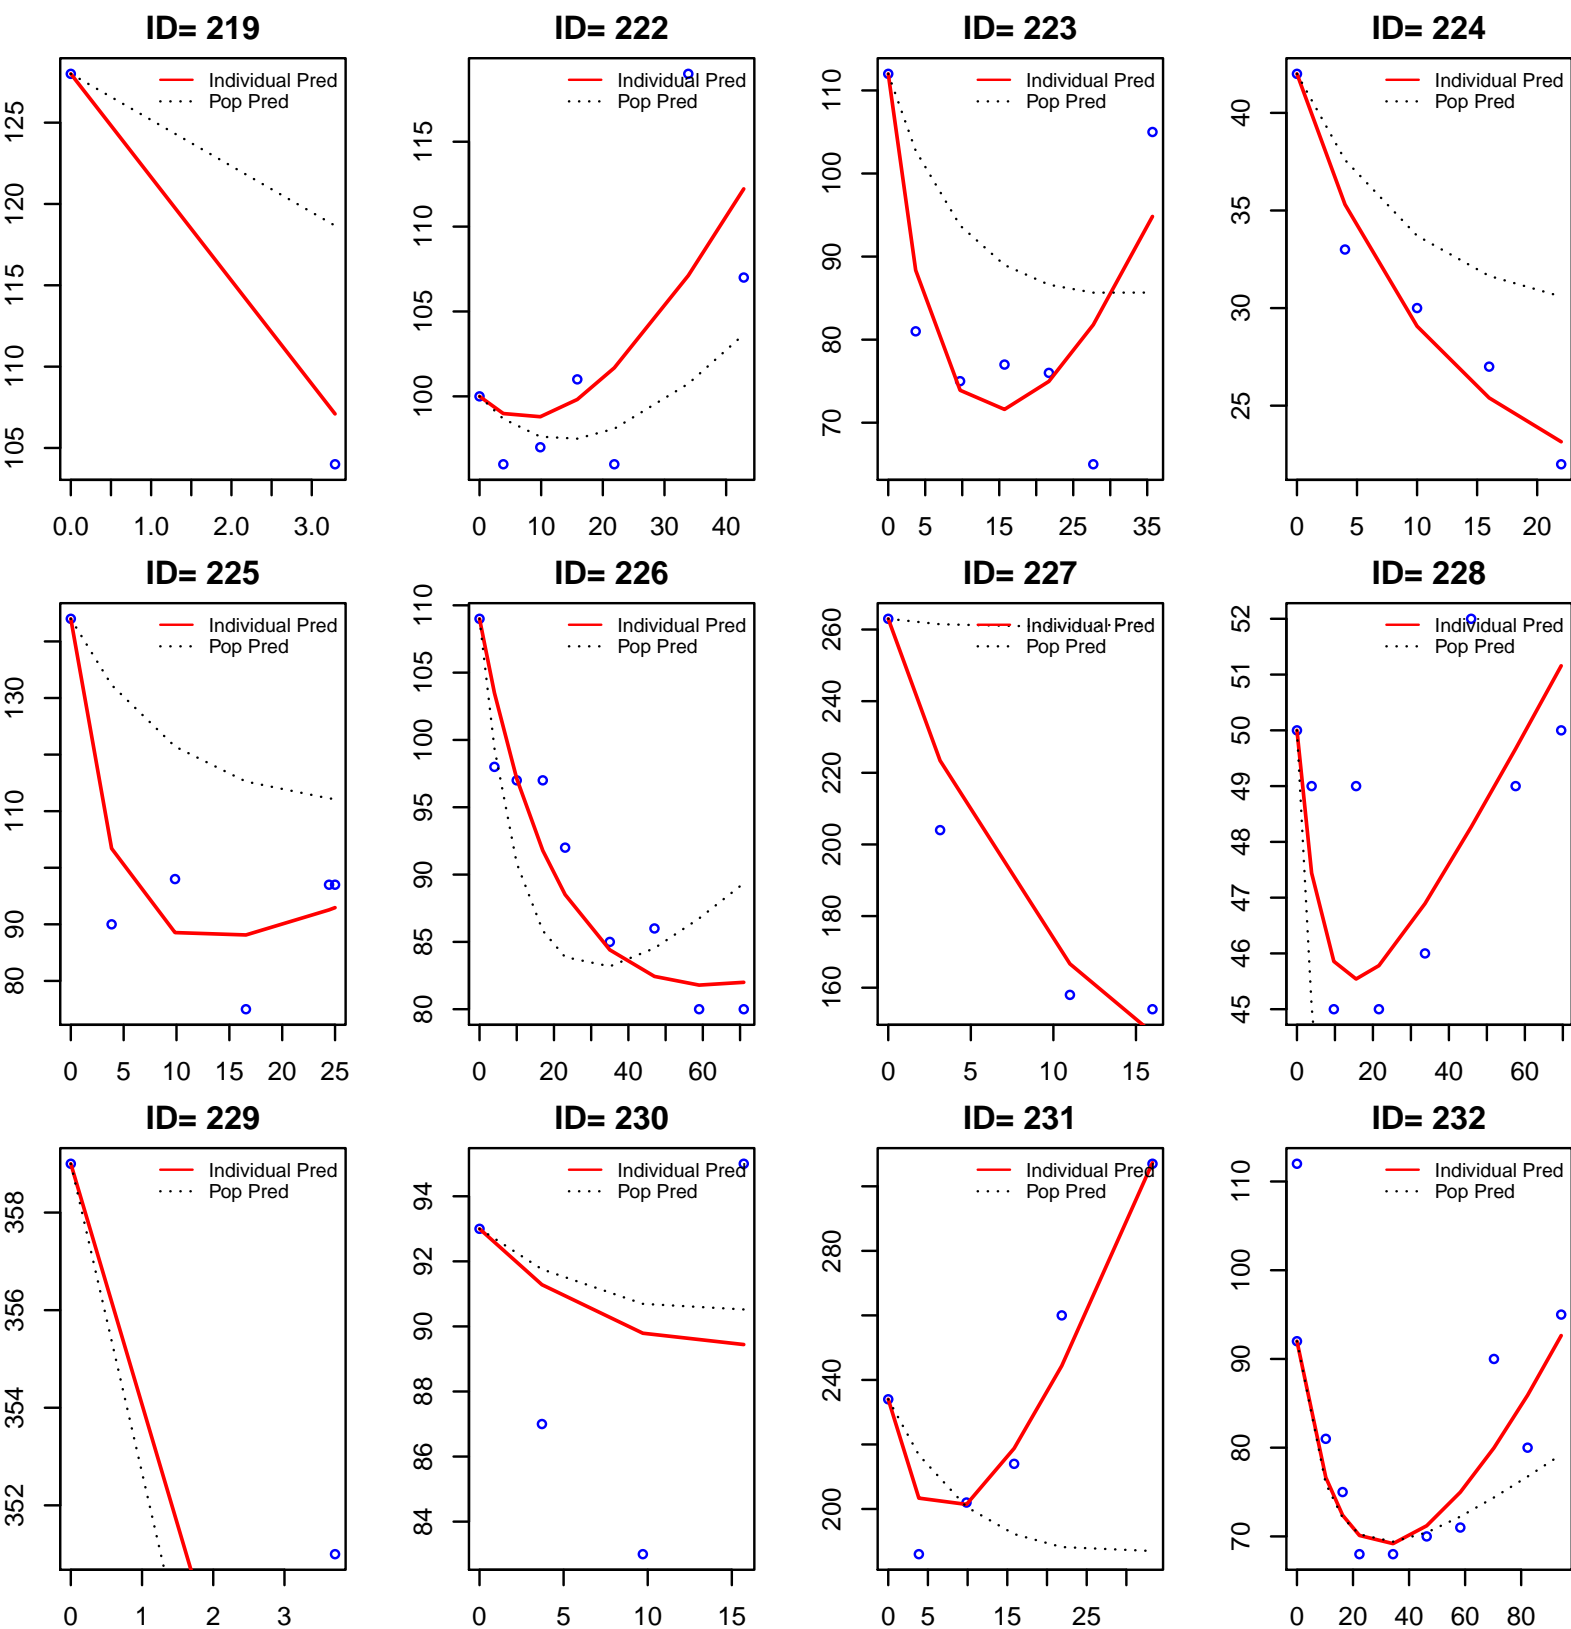 ID= 219
Individual Pred
Pop Pred
105 110 115 120 125
0.0 1.0 2.0 3.0
ID= 222
Individual Pred
Pop Pred
100 105 110 115
0 10 20 30 40
ID= 223
Individual Pred
Pop Pred
70 80 90 100 110
0 5 15 25 35
ID= 224
Individual Pred
Pop Pred
25 30 35 40
0 5 10 15 20
ID= 225
Individual Pred
Pop Pred
80 90 110 130
0 5 10 15 20 25
ID= 226
Individual Pred
Pop Pred
80 85 90 95 100 105 110
0 20 40 60
ID= 227
Individual Pred
Pop Pred
160 180 200 220 240 260
0 5 10 15
ID= 228
Individual Pred
Pop Pred
45 46 47 48 49 50 51 52
0 20 40 60
ID= 229
Individual Pred
Pop Pred
352 354 356 358
0 1 2 3
ID= 230
Individual Pred
Pop Pred
84 86 88 90 92 94
0 5 10 15
ID= 231
Individual Pred
Pop Pred
200 240 280
0 5 15 25
ID= 232
Individual Pred
Pop Pred
70 80 90 100 110
0 20 40 60 80